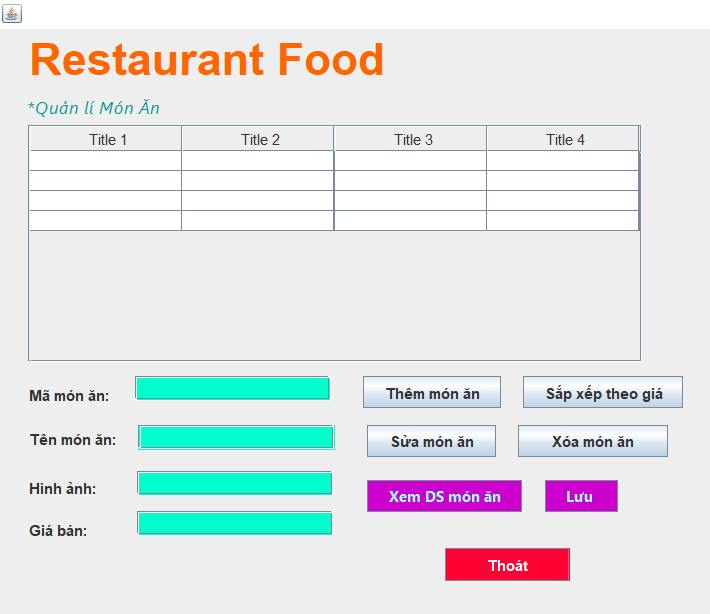 Restaurant Food
*Quản lí Món Ăn
Title 1 Title 2 Title 3 Title 4
Mã món ăn: Thêm món ăn Sắp xếp theo giá
Tên món ăn: Sửa món ăn Xóa món ăn
Hình ảnh: Xem DS món ăn Lưu
Giá bán:
Thoát